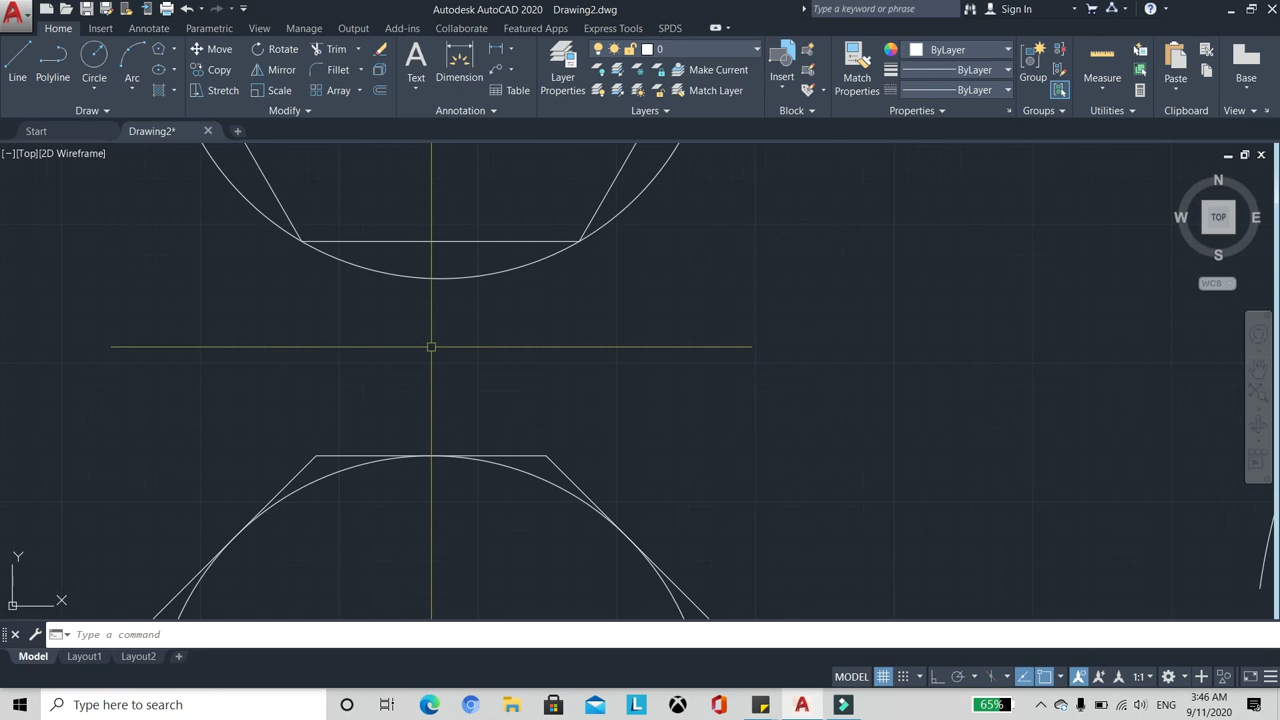 Autodesk AutoCAD 2020 Drawing2.dwg
Type a keyword or phrase
Sign In
Home Insert Annotate Parametric View Manage Output Add-ins Collaborate Featured Apps Express Tools SPDS
Line
Polyline
Circle
Arc
Draw
Move
Rotate
Trim
Copy
Mirror
Fillet
Stretch
Scale
Array
Modify
Text
Dimension
Table
Annotation
Layer
Properties
0
Make Current
Match Layer
Layers
Insert
Block
Match
Properties
ByLayer
ByLayer
ByLayer
Properties
Group
Groups
Measure
Utilities
Paste
Clipboard
Base
View
Start
Drawing2*
[−][Top][2D Wireframe]
N
W
TOP
E
S
WCS
Y
X
Type a command
Model
Layout1
Layout2
MODEL
1:1
Type here to search
65%
ENG
3:46 AM
9/11/2020